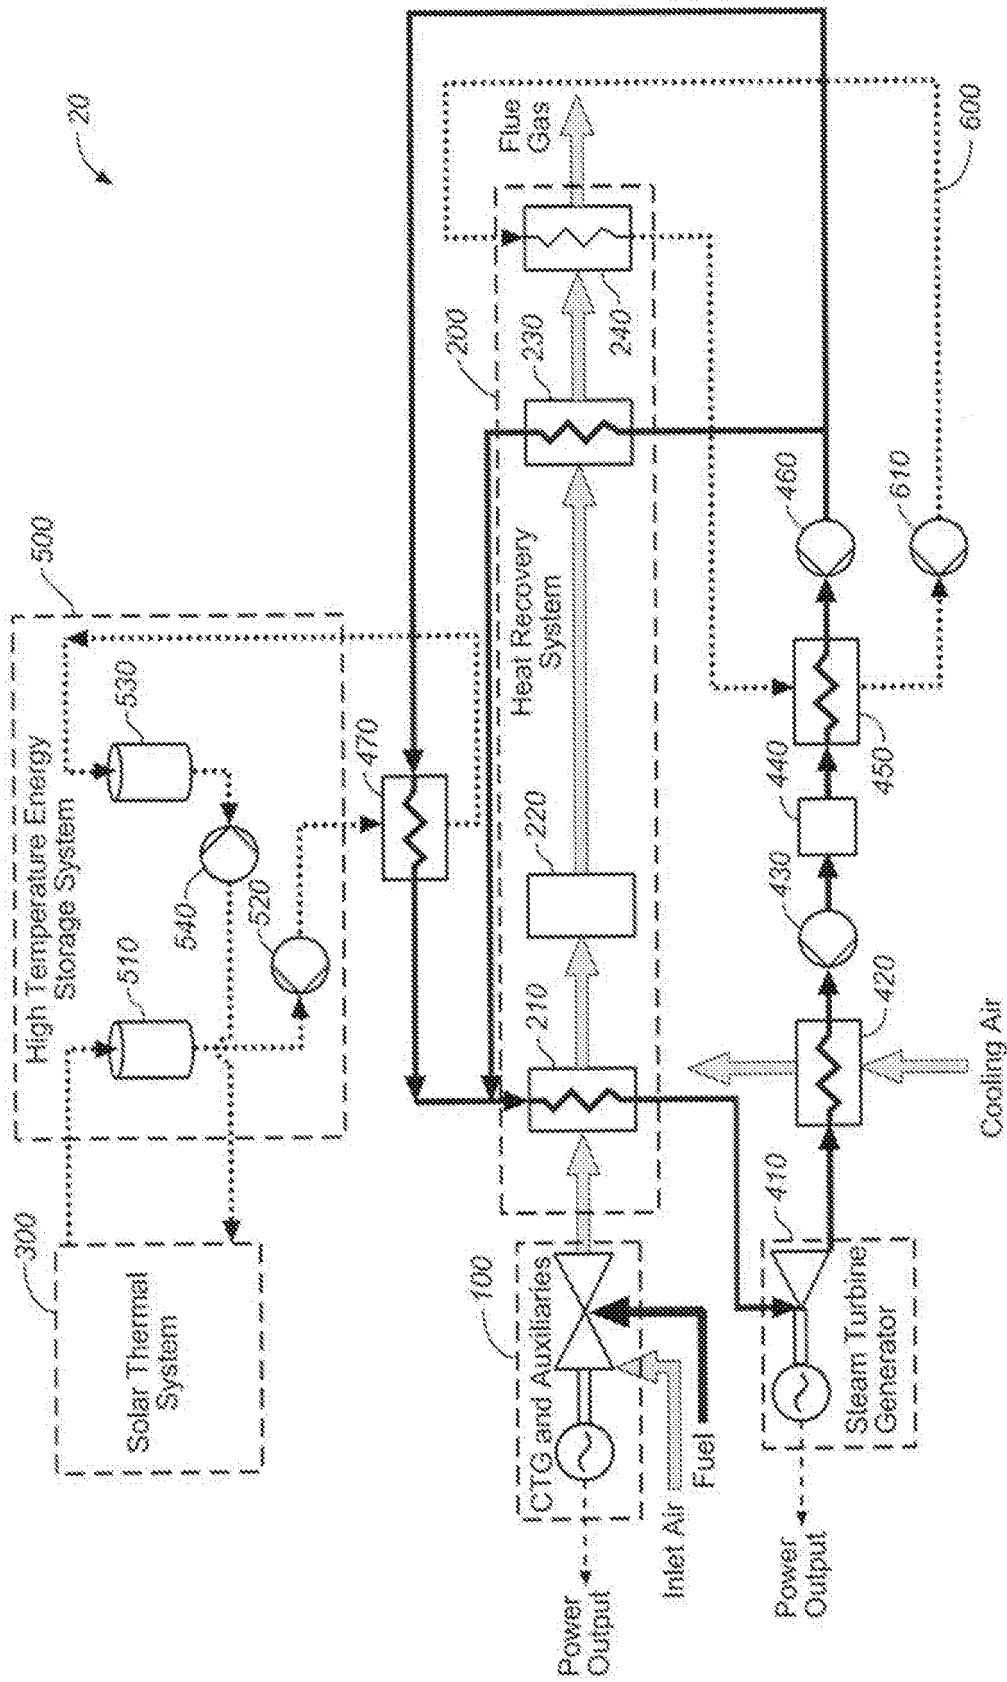 20
500
High Temperature Energy
Storage System
530
540
510
520
300
Solar Thermal
System
470
200
Heat Recovery
System
210
220
230
240
Flue
Gas
600
100
CTG and Auxiliaries
Power
Output
Inlet Air
Fuel
410
Steam Turbine
Generator
Power
Output
420
Cooling Air
430
440
450
460
610